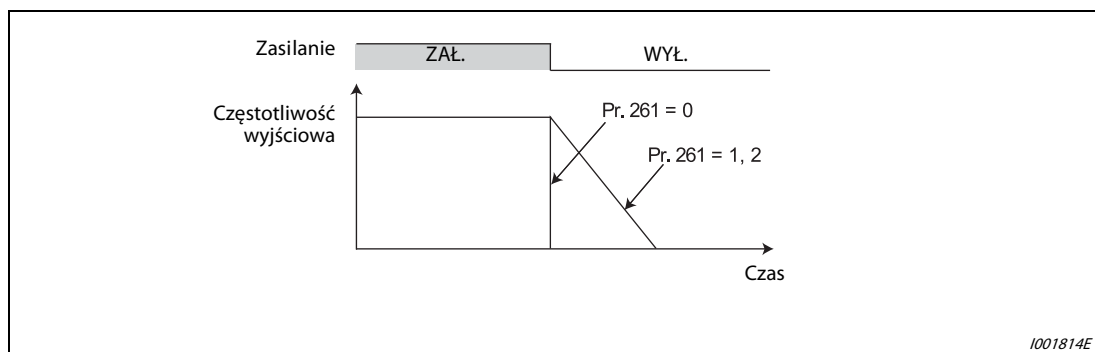 Zasilanie
ZAŁ.
WYŁ.
Częstotliwość
wyjściowa
Pr. 261 = 0
Pr. 261 = 1, 2
Czas
I001814E